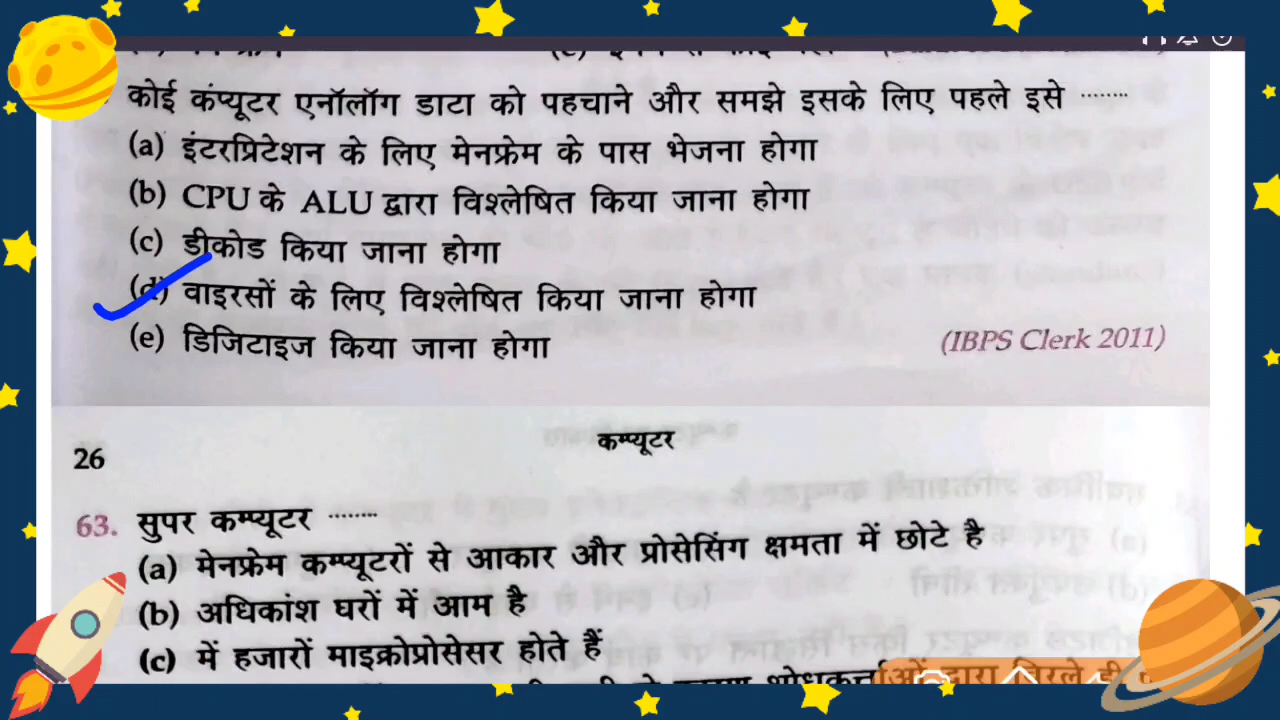 कोई कंप्यूटर एनॉलॉग डाटा को पहचाने और समझे इसके लिए पहले इसे ........
(a) इंटरप्रिटेशन के लिए मेनफ्रेम के पास भेजना होगा
(b) CPU के ALU द्वारा विश्लेषित किया जाना होगा
(c) डीकोड किया जाना होगा
(d) वाइरसों के लिए विश्लेषित किया जाना होगा
(e) डिजिटाइज किया जाना होगा
(IBPS Clerk 2011)
26
कम्प्यूटर
63. सुपर कम्प्यूटर ........
(a) मेनफ्रेम कम्प्यूटरों से आकार और प्रोसेसिंग क्षमता में छोटे है
(b) अधिकांश घरों में आम है
(c) में हजारों माइक्रोप्रोसेसर होते हैं